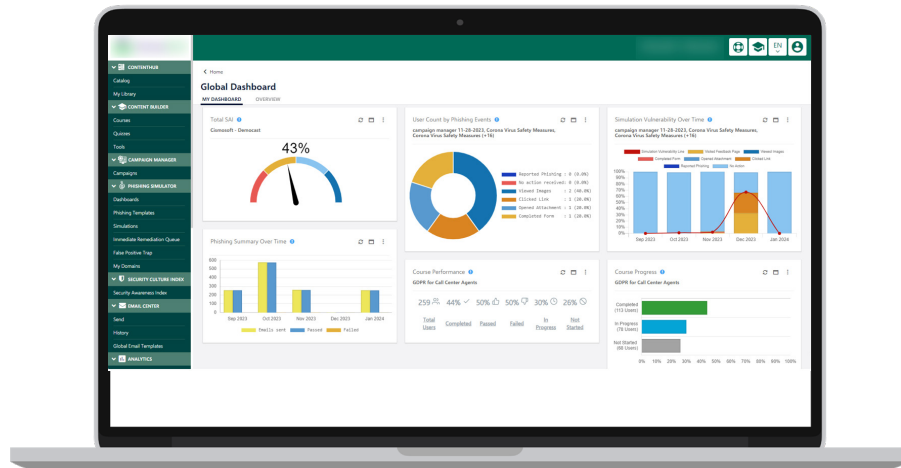 EN
CONTENTHUB
Catalog
My Library
CONTENT BUILDER
Courses
Quizzes
Tools
CAMPAIGN MANAGER
Campaigns
PHISHING SIMULATOR
Dashboards
Phishing Templates
Simulations
Immediate Remediation Queue
False Positive Trap
My Domains
SECURITY CULTURE INDEX
Security Awareness Index
EMAIL CENTER
Send
History
Global Email Templates
ANALYTICS
Home
Global Dashboard
MY DASHBOARD OVERVIEW
Total SAI
43%
User Count by Phishing Events
campaign manager 11-28-2023, Corona Virus Safety Measures,
Corona Virus Safety Measures (+16)
Reported Phishing : 0 (0.0%)
No action received: 0 (0.0%)
Viewed Images : 2 (40.0%)
Clicked Link : 1 (20.0%)
Opened Attachment : 1 (20.0%)
Completed Form : 1 (20.0%)
Simulation Vulnerability Over Time
campaign manager 11-28-2023, Corona Virus Safety Measures,
Corona Virus Safety Measures (+16)
Simulation Vulnerability Line Visited Feedback Page Viewed Images
Completed Form Opened Attachment Clicked Link
Reported Phishing No Action
100%
90%
80%
70%
60%
50%
40%
30%
20%
10%
0%
Sep 2023 Oct 2023 Nov 2023 Dec 2023 Jan 2024
Phishing Summary Over Time
600
500
400
300
200
100
0
Sep 2023 Oct 2023 Nov 2023 Dec 2023 Jan 2024
Emails sent Passed Failed
Course Performance
GDPR for Call Center Agents
259 44% 50% 50% 30% 26%
Total Users Completed Passed Failed In Progress Not Started
Course Progress
GDPR for Call Center Agents
Completed
(113 Users)
In Progress
(78 Users)
Not Started
(68 Users)
0% 10% 20% 30% 40% 50% 60% 70% 80% 90% 100%